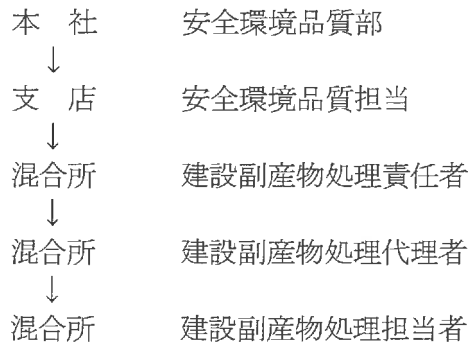 本　社　　　安全環境品質部
↓
支　店　　　安全環境品質担当
↓
混合所　　　建設副産物処理責任者
↓
混合所　　　建設副産物処理代理者
↓
混合所　　　建設副産物処理担当者